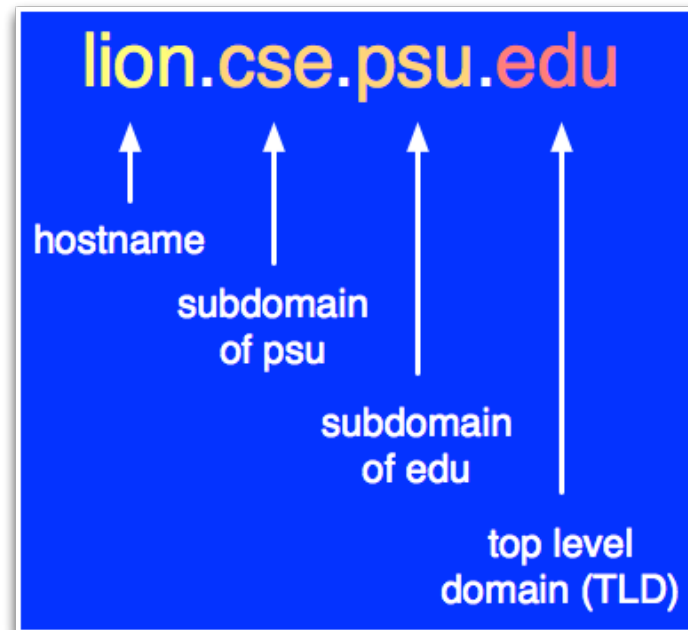 lion.cse.psu.edu
hostname
subdomain
of psu
subdomain
of edu
top level
domain (TLD)